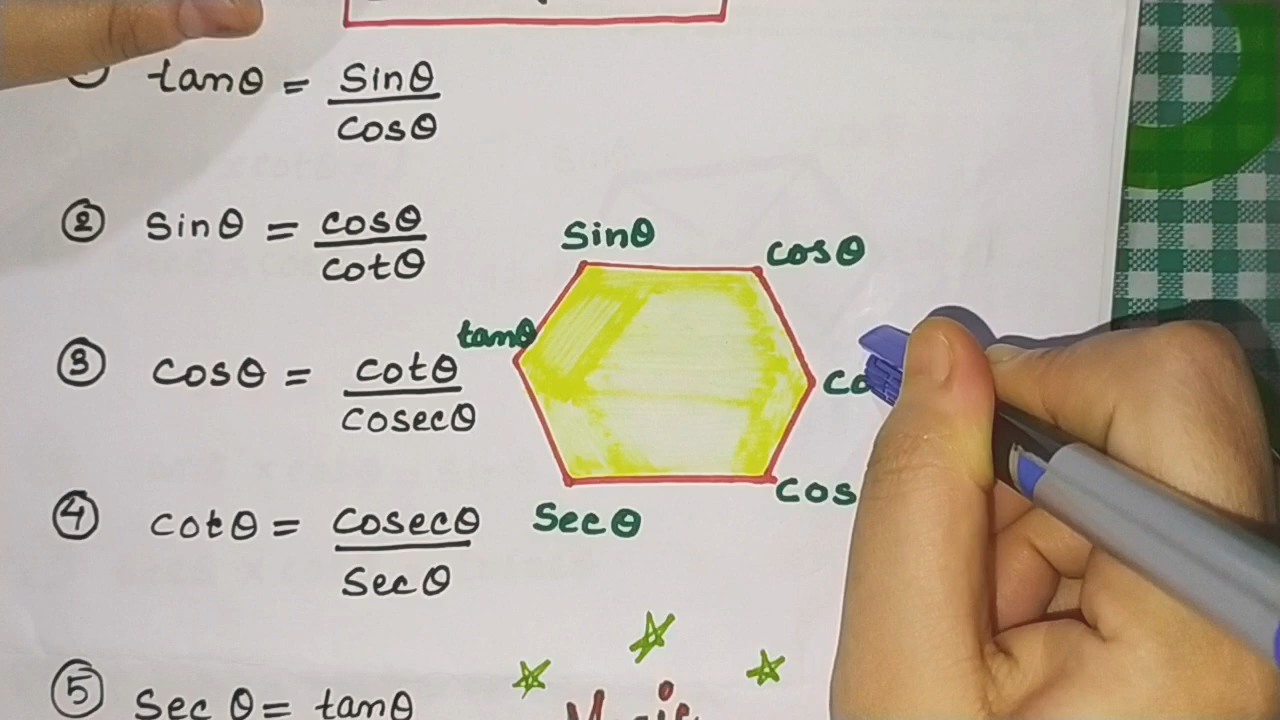 tanθ = sinθ / cosθ
② sinθ = cosθ / cotθ
③ cosθ = cotθ / cosecθ
④ cotθ = cosecθ / secθ
⑤ sec θ = tanθ
sinθ
cosθ
tanθ
secθ